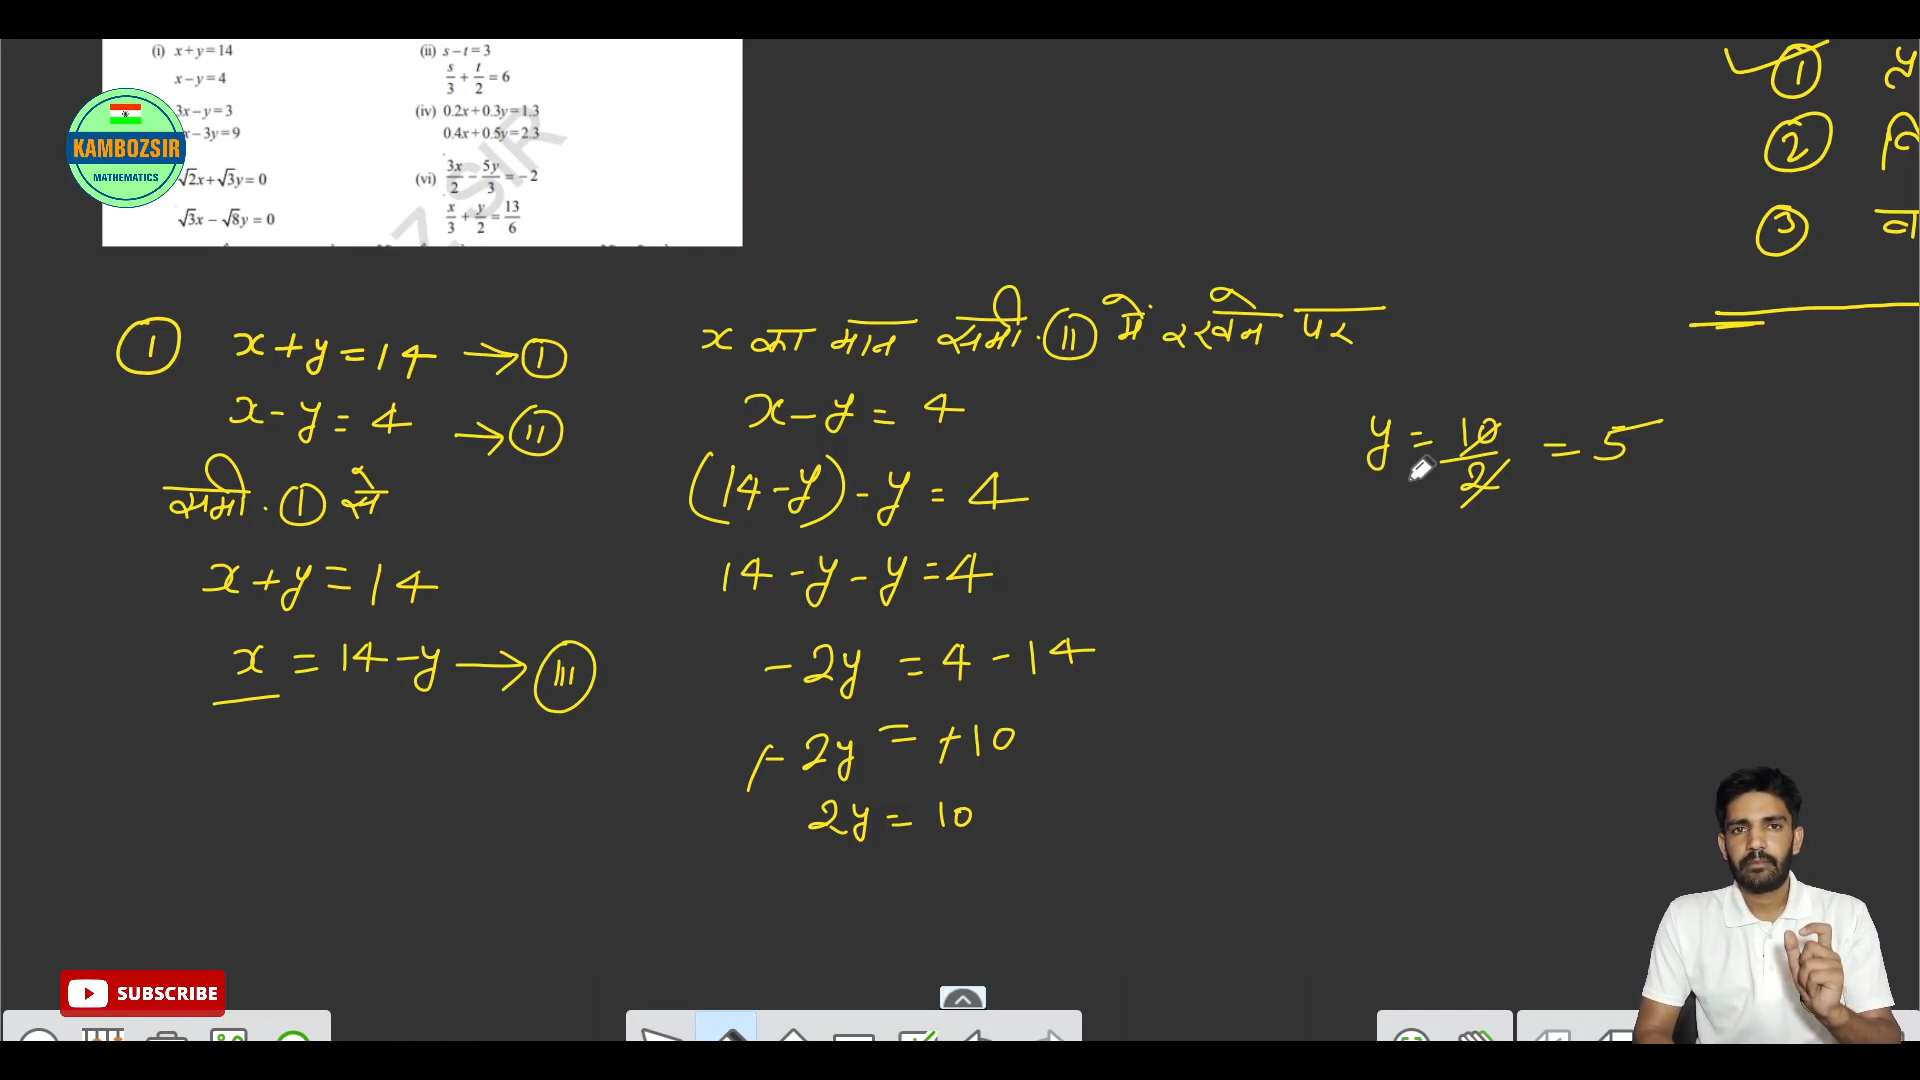 (i) x+y=14
x−y=4
(ii) s−t=3
s/3 + t/2 = 6
3x−y=3
x−3y=9
(iv) 0.2x+0.3y=1.3
0.4x+0.5y=2.3
√2x+√3y=0
√3x−√8y=0
(vi) 3x/2 − 5y/3 = −2
x/3 + y/2 = 13/6
KAMBOZSIR
MATHEMATICS
Z SIR
①
②
③
① x+y=14 → ①
x-y=4 → ⑪
समी. ① से
x+y=14
x = 14-y → Ⅲ
x का मान समी. ⑪ में रखने पर
x-y=4
(14-y)-y=4
14-y-y=4
-2y = 4-14
-2y = +10
2y = 10
y = 10/2 = 5
SUBSCRIBE